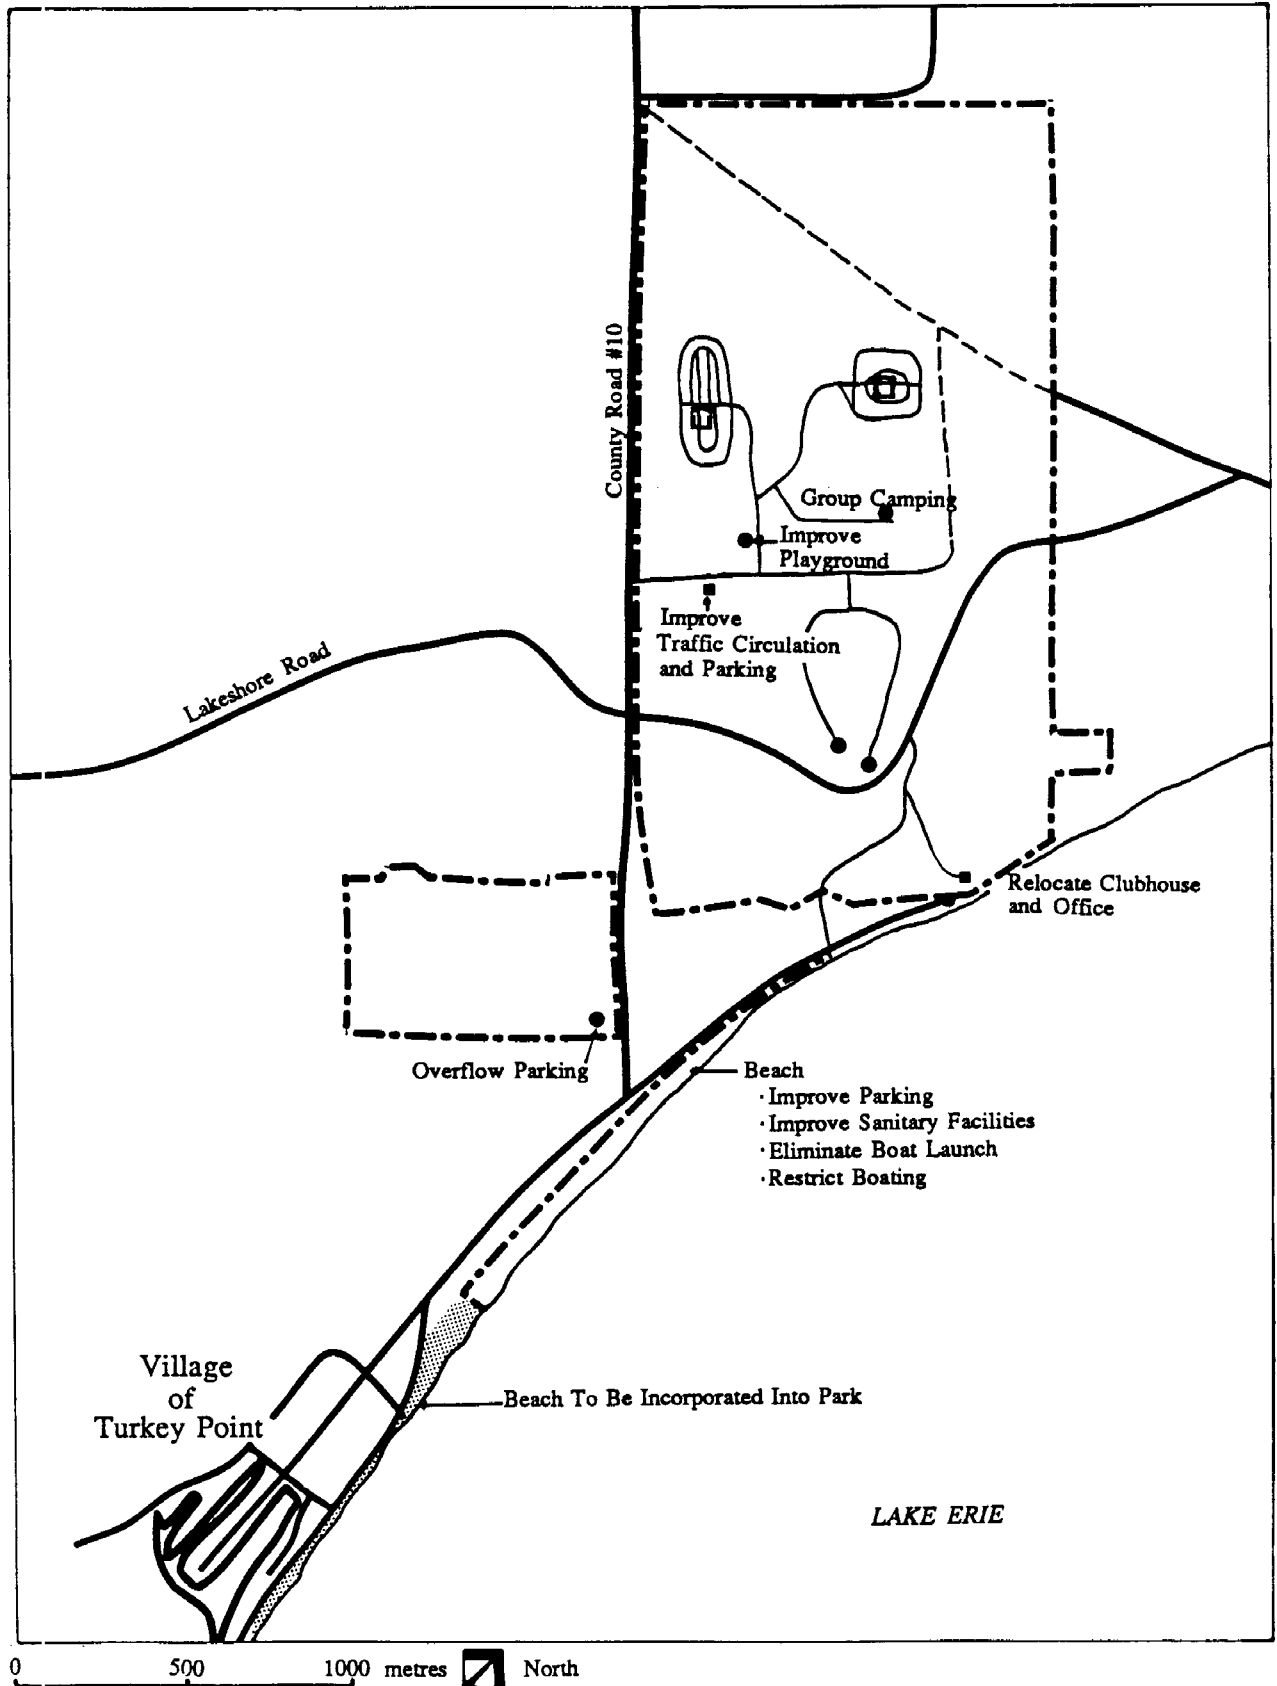 County Road #10
Group Camping
Improve
Playground
Improve
Traffic Circulation
and Parking
Lakeshore Road
Relocate Clubhouse
and Office
Overflow Parking
Beach
·Improve Parking
·Improve Sanitary Facilities
·Eliminate Boat Launch
·Restrict Boating
Village
of
Turkey Point
Beach To Be Incorporated Into Park
LAKE ERIE
0 500 1000 metres North